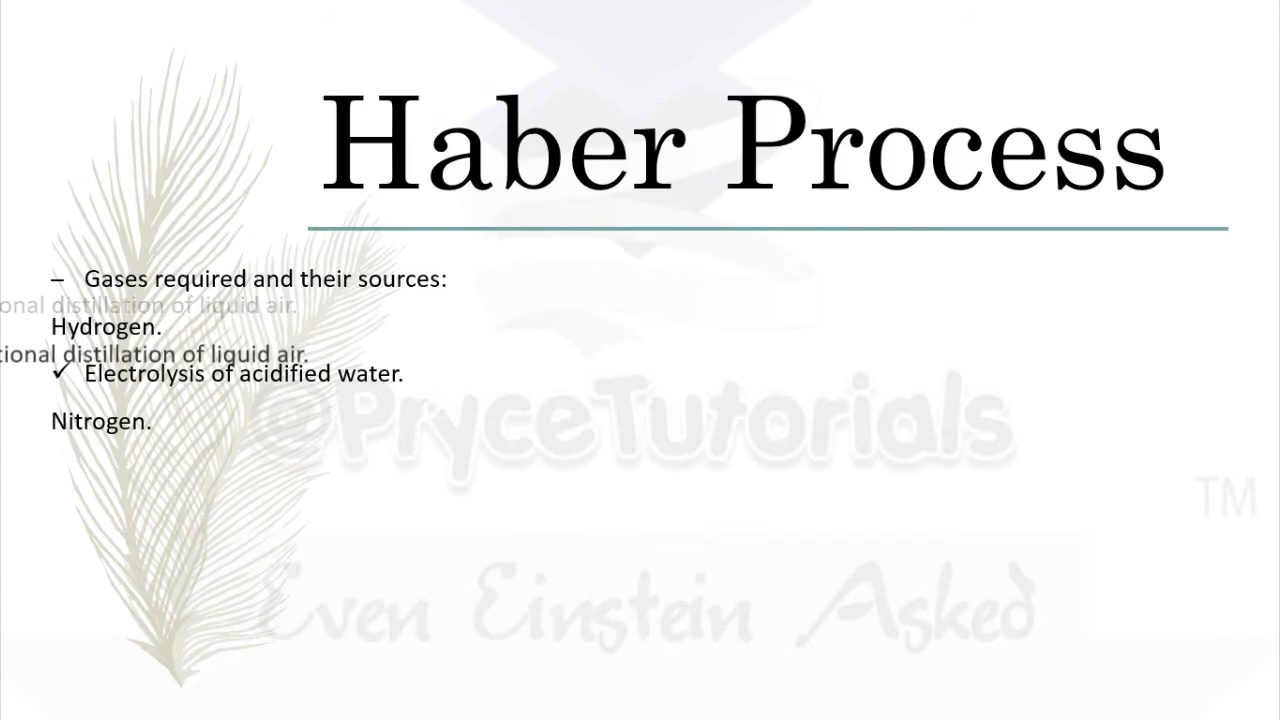 Haber Process
– Gases required and their sources:
onal distillation of liquid air.
Hydrogen.
tional distillation of liquid air.
✓ Electrolysis of acidified water.
Nitrogen.
@PryceTutorials
TM
Even Einstein Asked